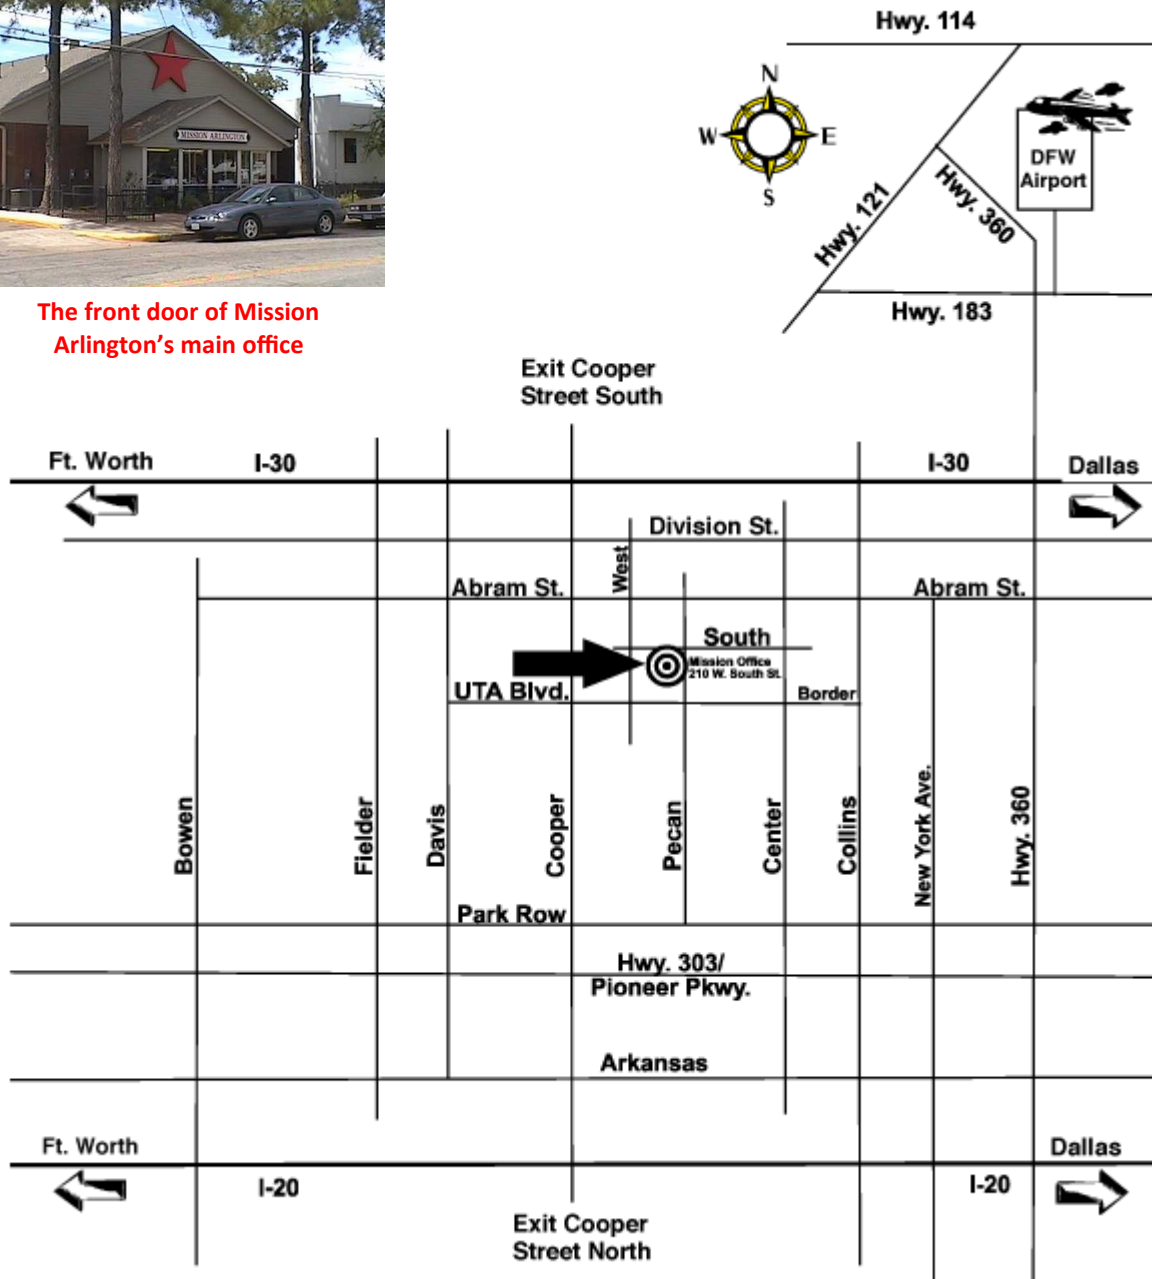 MISSION ARLINGTON
The front door of Mission
Arlington’s main office
Hwy. 114
N
W
E
S
DFW
Airport
Hwy. 121
Hwy. 360
Hwy. 183
Exit Cooper
Street South
Ft. Worth
I-30
I-30
Dallas
Division St.
West
Abram St.
Abram St.
South
Mission Office
210 W. South St.
UTA Blvd.
Border
Bowen
Fielder
Davis
Cooper
Pecan
Center
Collins
New York Ave.
Hwy. 360
Park Row
Hwy. 303/
Pioneer Pkwy.
Arkansas
Ft. Worth
Dallas
I-20
I-20
Exit Cooper
Street North